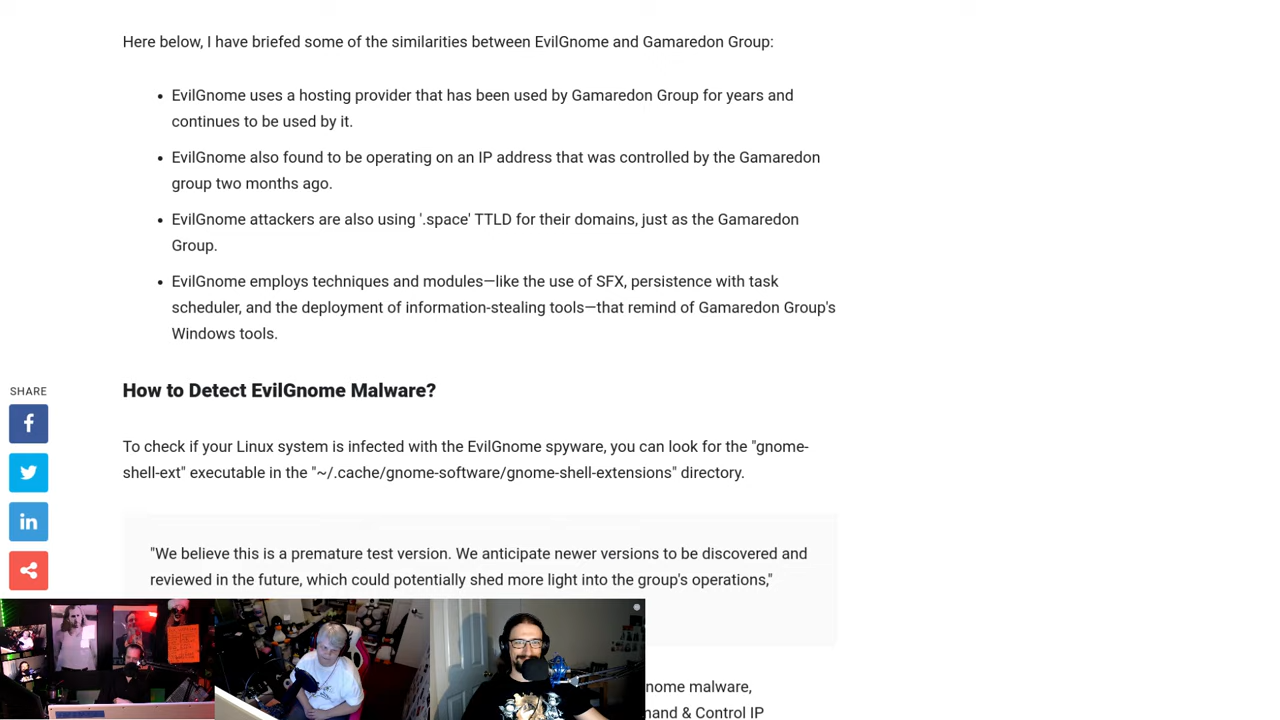 Here below, I have briefed some of the similarities between EvilGnome and Gamaredon Group:
EvilGnome uses a hosting provider that has been used by Gamaredon Group for years and
continues to be used by it.
EvilGnome also found to be operating on an IP address that was controlled by the Gamaredon
group two months ago.
EvilGnome attackers are also using '.space' TTLD for their domains, just as the Gamaredon
Group.
EvilGnome employs techniques and modules—like the use of SFX, persistence with task
scheduler, and the deployment of information-stealing tools—that remind of Gamaredon Group's
Windows tools.
How to Detect EvilGnome Malware?
SHARE
To check if your Linux system is infected with the EvilGnome spyware, you can look for the "gnome-
shell-ext" executable in the "~/.cache/gnome-software/gnome-shell-extensions" directory.
"We believe this is a premature test version. We anticipate newer versions to be discovered and
reviewed in the future, which could potentially shed more light into the group's operations,"
nome malware,
nand & Control IP